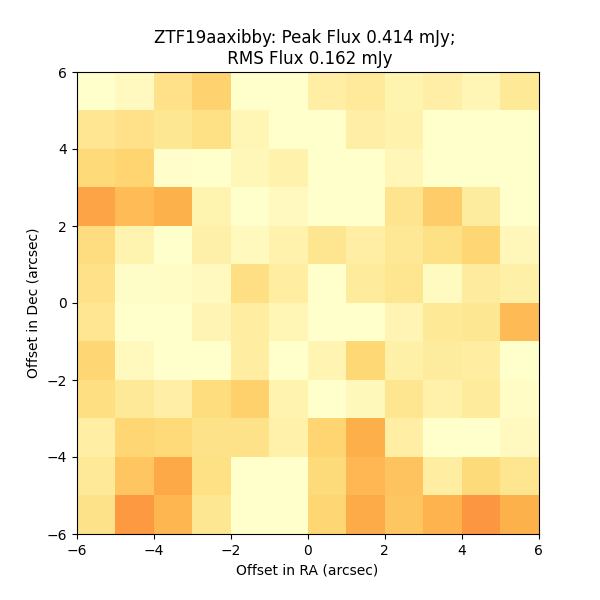 ZTF19aaxibby: Peak Flux 0.414 mJy;
RMS Flux 0.162 mJy
6
4
2
0
−2
−4
−6
Offset in Dec (arcsec)
−6 −4 −2 0 2 4 6
Offset in RA (arcsec)